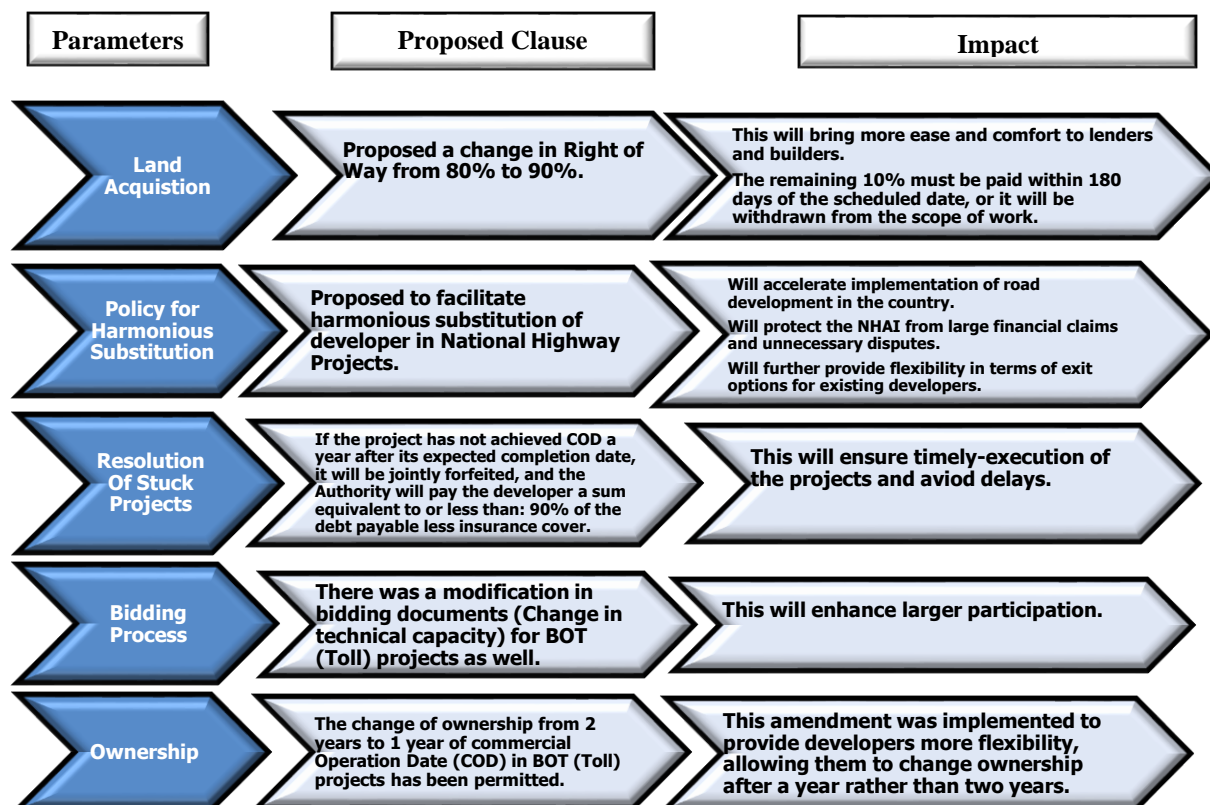 Parameters
Proposed Clause
Impact
Land
Acquistion
Proposed a change in Right of
Way from 80% to 90%.
This will bring more ease and comfort to lenders
and builders.
The remaining 10% must be paid within 180
days of the scheduled date, or it will be
withdrawn from the scope of work.
Policy for
Harmonious
Substitution
Proposed to facilitate
harmonious substitution of
developer in National Highway
Projects.
Will accelerate implementation of road
development in the country.
Will protect the NHAI from large financial claims
and unnecessary disputes.
Will further provide flexibility in terms of exit
options for existing developers.
Resolution
Of Stuck
Projects
If the project has not achieved COD a
year after its expected completion date,
it will be jointly forfeited, and the
Authority will pay the developer a sum
equivalent to or less than: 90% of the
debt payable less insurance cover.
This will ensure timely-execution of
the projects and aviod delays.
Bidding
Process
There was a modification in
bidding documents (Change in
technical capacity) for BOT
(Toll) projects as well.
This will enhance larger participation.
Ownership
The change of ownership from 2
years to 1 year of commercial
Operation Date (COD) in BOT (Toll)
projects has been permitted.
This amendment was implemented to
provide developers more flexibility,
allowing them to change ownership
after a year rather than two years.